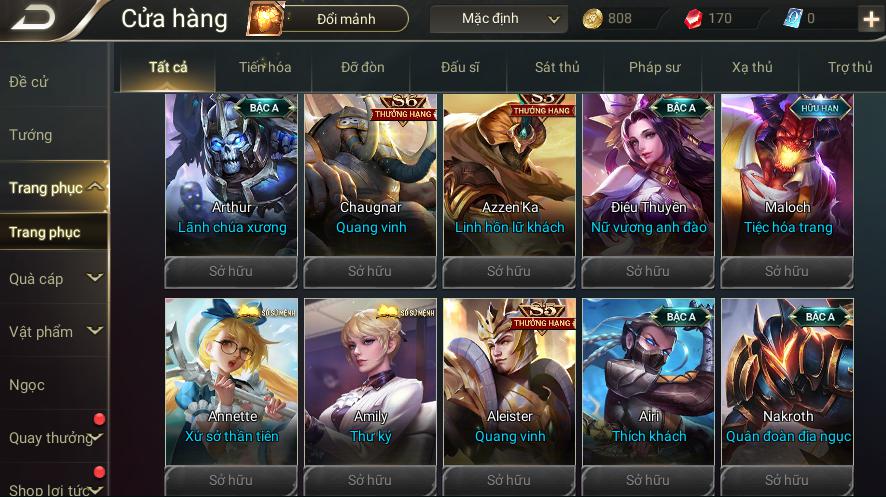 Cửa hàng
Đổi mảnh
Mặc định
808
170
0
Đề cử
Tướng
Trang phục
Trang phục
Quà cáp
Vật phẩm
Ngọc
Quay thưởng
Shop lợi tức
Tất cả
Tiến hóa
Đỡ đòn
Đấu sĩ
Sát thủ
Pháp sư
Xạ thủ
Trợ thủ
BẬC A
Arthur
Lãnh chúa xương
Sở hữu
S6
THƯỞNG HẠNG
Chaugnar
Quang vinh
Sở hữu
S3
THƯỞNG HẠNG
Azzen'Ka
Linh hồn lữ khách
Sở hữu
BẬC A
Điêu Thuyền
Nữ vương anh đào
Sở hữu
HỮU HẠN
Maloch
Tiệc hóa trang
Sở hữu
SỔ SỨ MỆNH
Annette
Xứ sở thần tiên
Sở hữu
SỔ SỨ MỆNH
Amily
Thư ký
Sở hữu
S5
THƯỞNG HẠNG
Aleister
Quang vinh
Sở hữu
BẬC A
Airi
Thích khách
Sở hữu
BẬC A
Nakroth
Quân đoàn địa ngục
Sở hữu